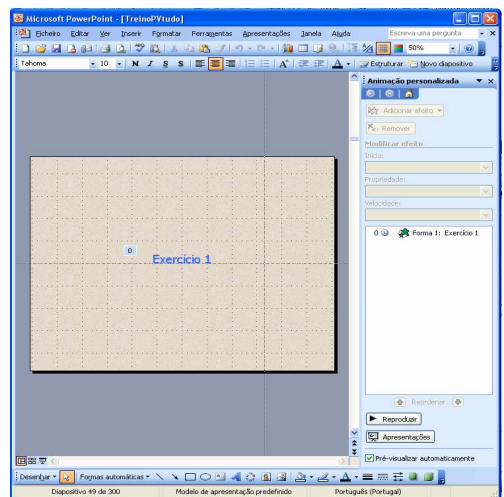 Microsoft PowerPoint - [TreinoPVtudo]
Ficheiro Editar Ver Inserir Formatar Ferramentas Apresentações Janela Ajuda Escreva uma pergunta
50%
Tahoma 10 N I S S A A Estruturar Novo diapositivo
Animação personalizada
Adicionar efeito
Remover
Modificar efeito
Início:
Propriedade:
Velocidade:
0 Forma 1: Exercício 1
0
Exercício 1
Reordenar
Reproduzir
Apresentações
Pré-visualizar automaticamente
Desenhar Formas automáticas A
Diapositivo 49 de 300 Modelo de apresentação predefinido Português (Portugal)